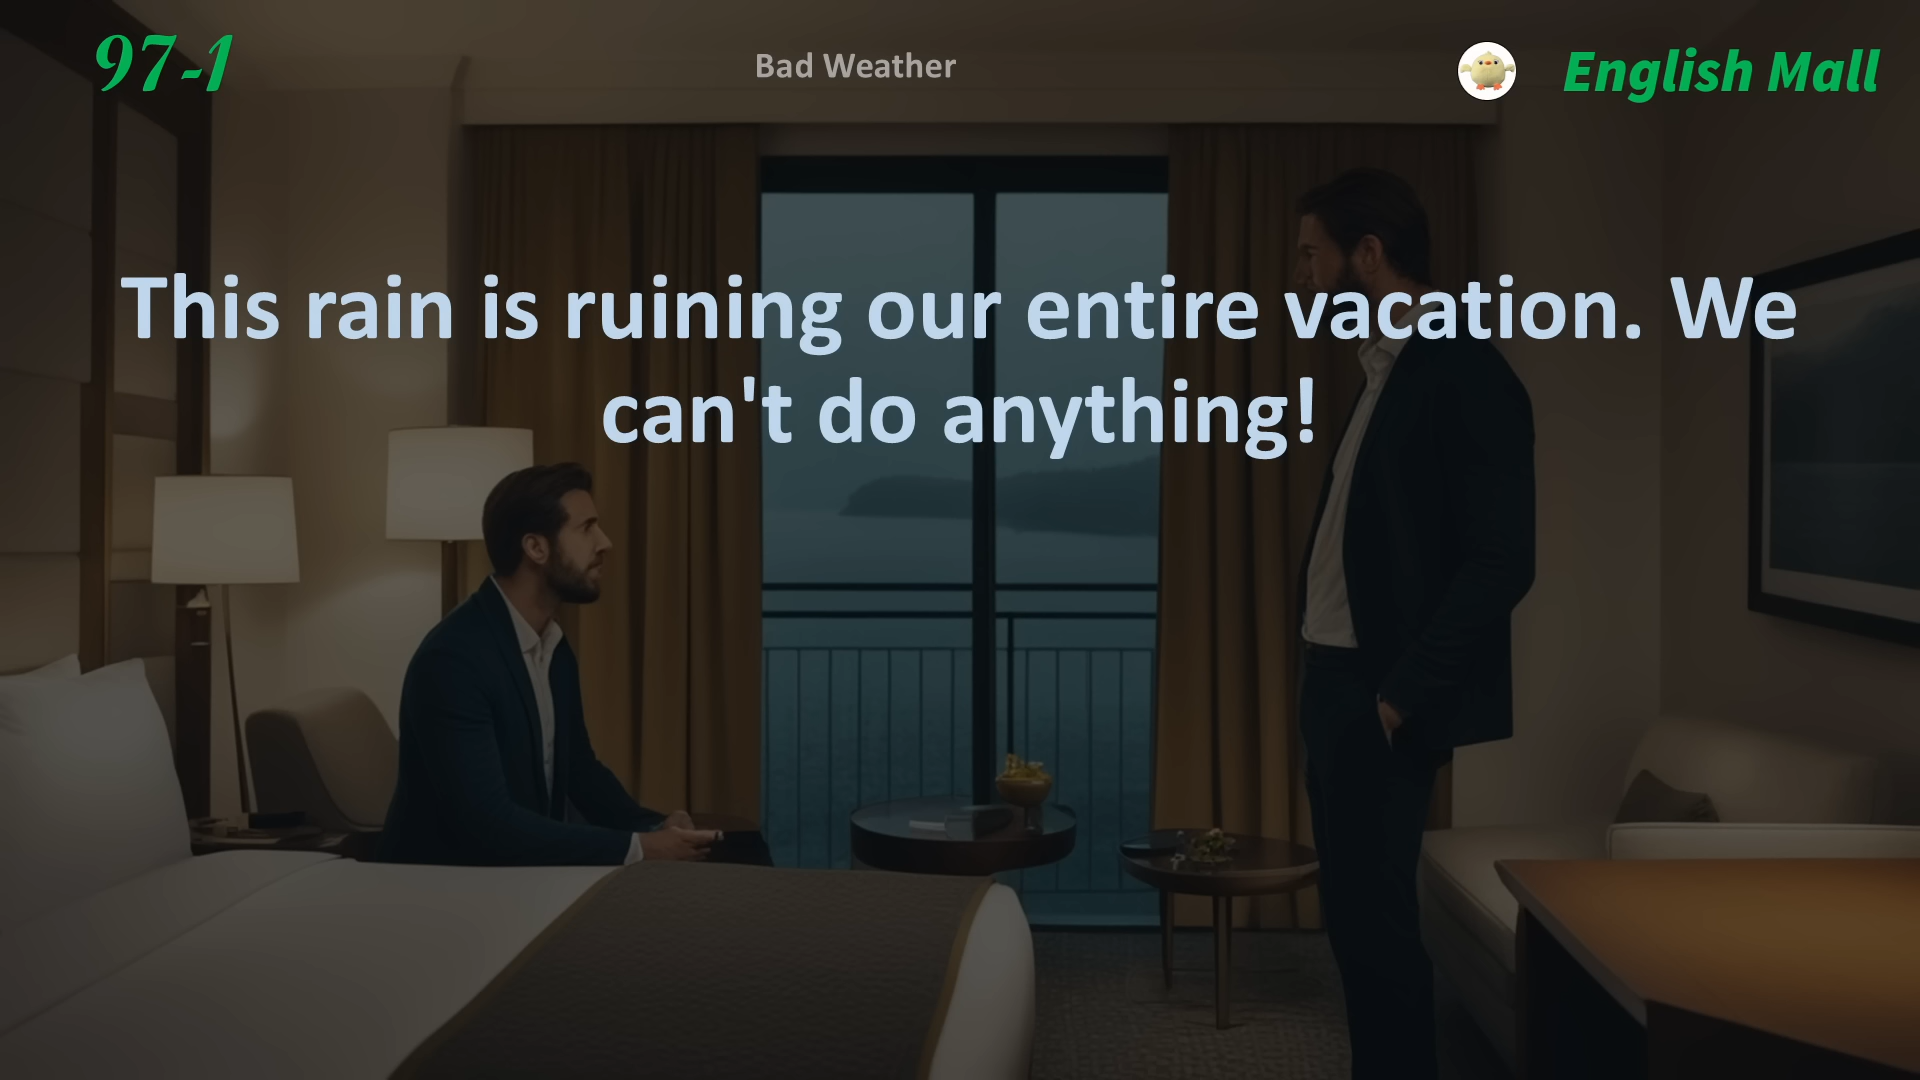 97-1
Bad Weather
English Mall
This rain is ruining our entire vacation. We
can't do anything!